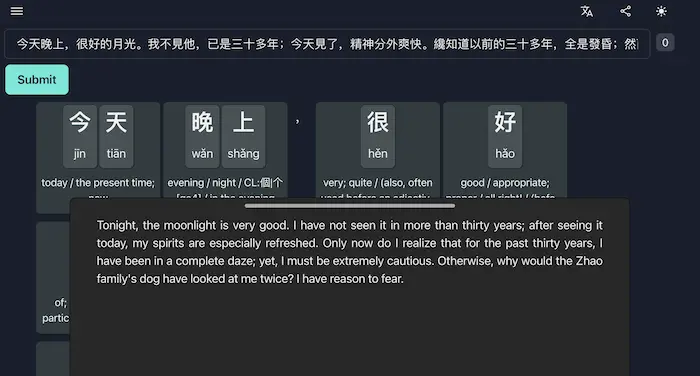 今天晚上，很好的月光。我不見他，已是三十多年；今天見了，精神分外爽快。纔知道以前的三十多年，全是發昏；然
0
Submit
今 天 晚 上 ， 很 好
jīn tiān wǎn shǎng hěn hǎo
today / the present time; evening / night / CL:個|个 very; quite / (also, often good / appropriate;
Tonight, the moonlight is very good. I have not seen it in more than thirty years; after seeing it
today, my spirits are especially refreshed. Only now do I realize that for the past thirty years, I
have been in a complete daze; yet, I must be extremely cautious. Otherwise, why would the Zhao
of;
family's dog have looked at me twice? I have reason to fear.
partic